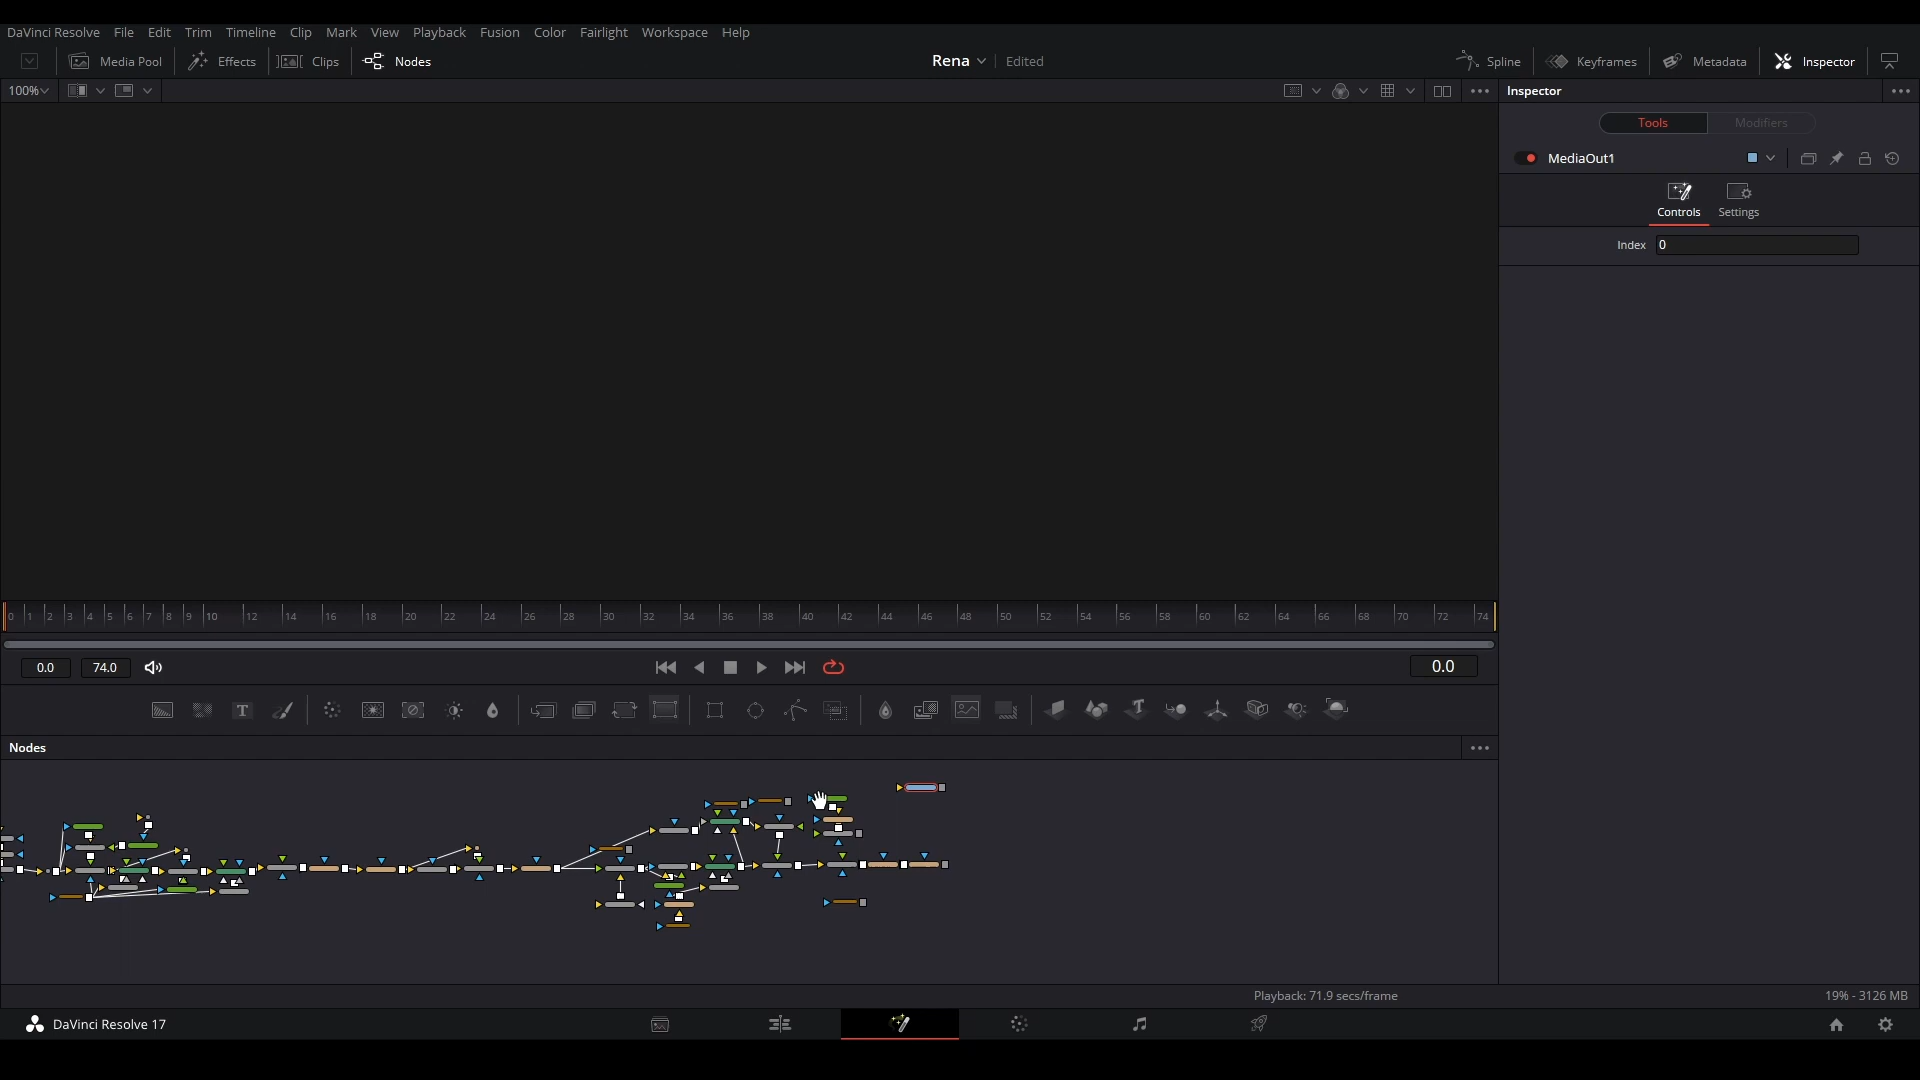 DaVinci Resolve File Edit Trim Timeline Clip Mark View Playback Fusion Color Fairlight Workspace Help
Media Pool Effects Clips Nodes Rena Edited Spline Keyframes Metadata Inspector
100% Inspector
Tools Modifiers
MediaOut1
Controls Settings
Index 0
0 1 2 3 4 5 6 7 8 9 10 12 14 16 18 20 22 24 26 28 30 32 34 36 38 40 42 44 46 48 50 52 54 56 58 60 62 64 66 68 70 72 74
0.0 74.0 0.0
T
Nodes
Playback: 71.9 secs/frame 19% - 3126 MB
DaVinci Resolve 17